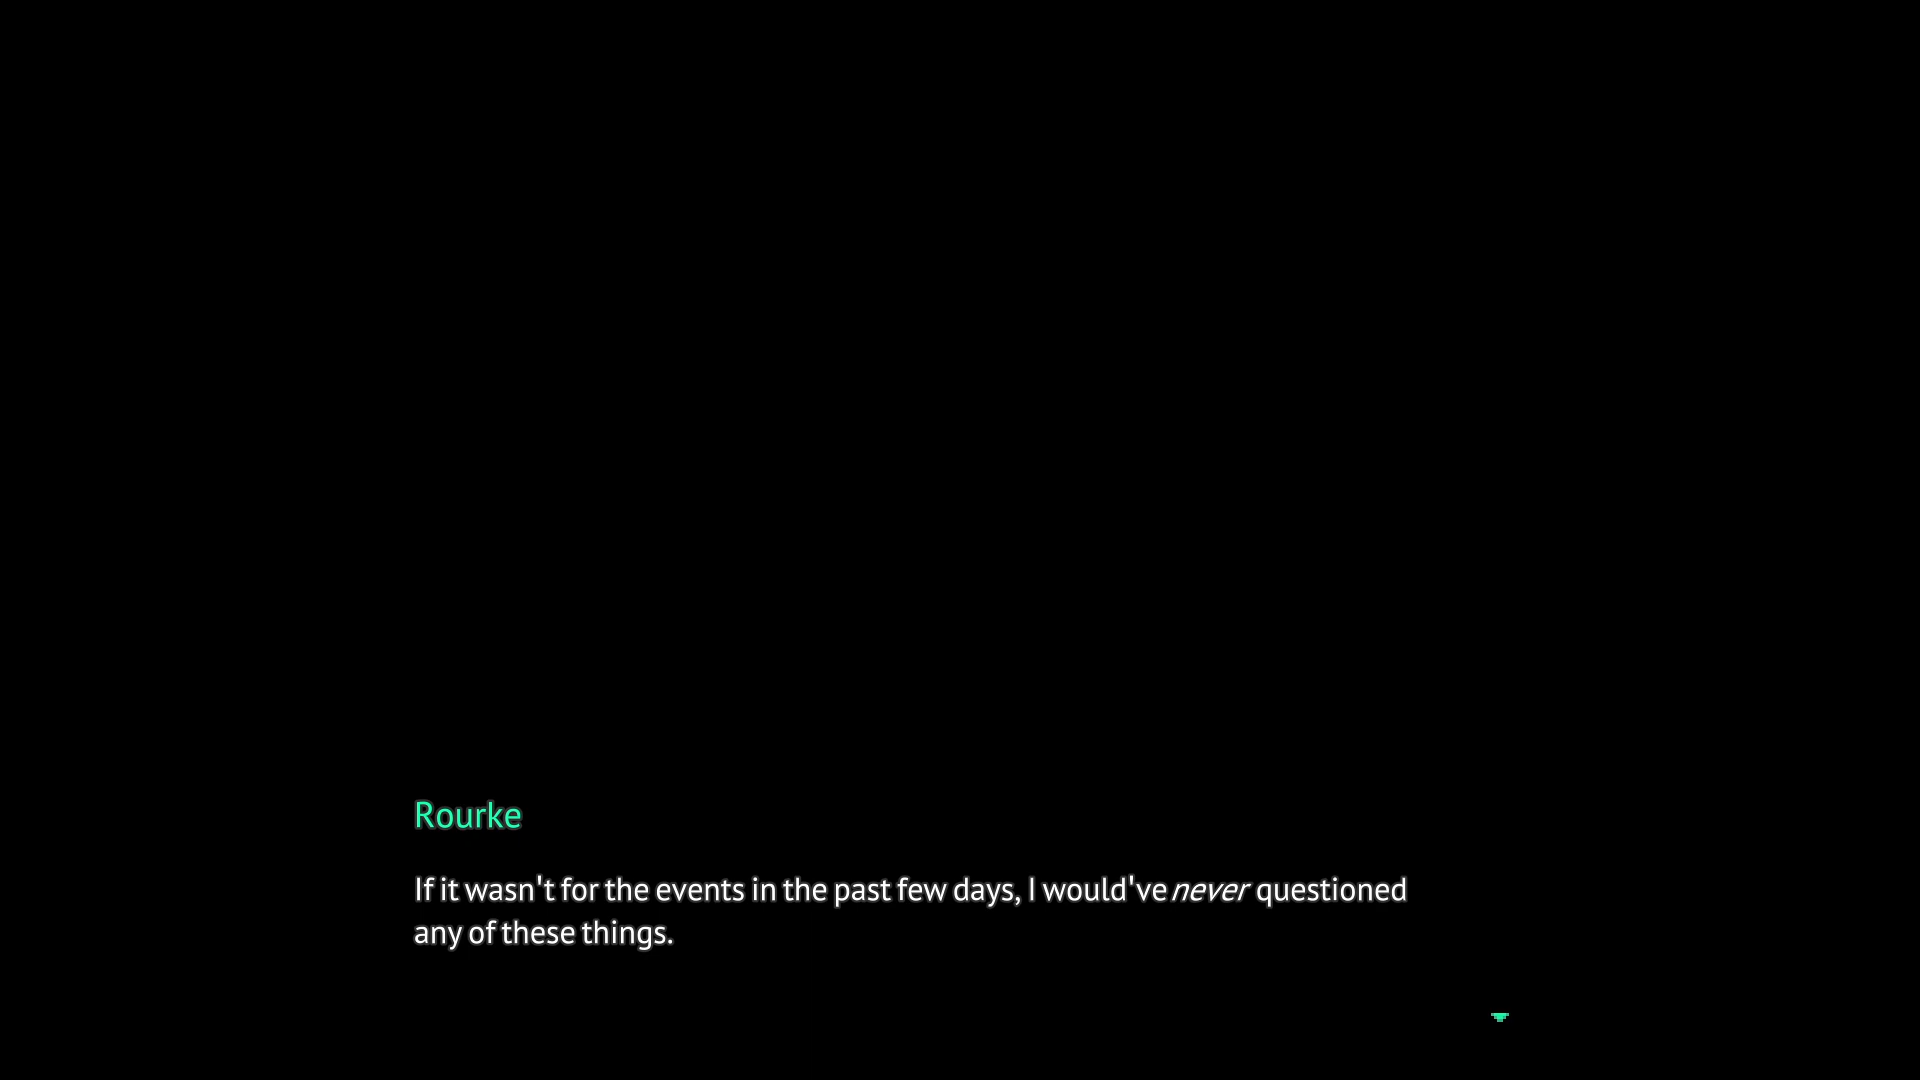 Rourke
If it wasn't for the events in the past few days, I would've never questioned
any of these things.